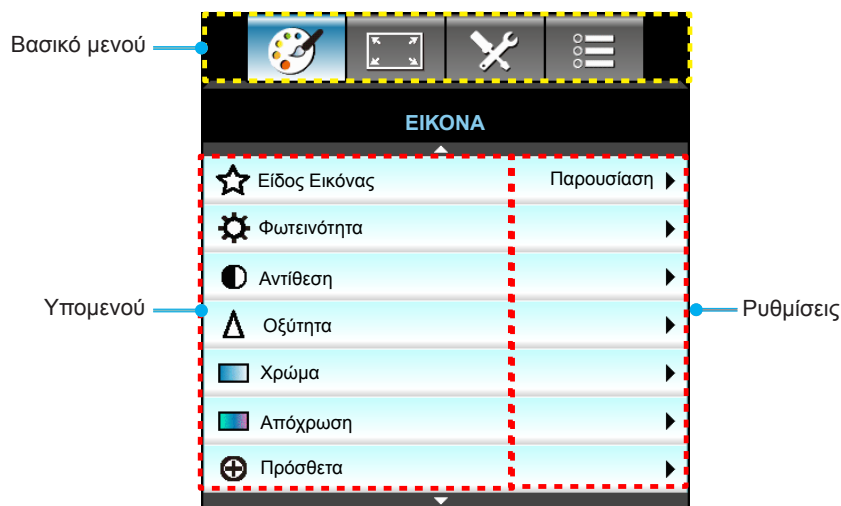 Βασικό μενού
ΕΙΚΟΝΑ
Είδος Εικόνας Παρουσίαση
Φωτεινότητα
Αντίθεση
Υπομενού
Ρυθμίσεις
Οξύτητα
Χρώμα
Απόχρωση
Πρόσθετα